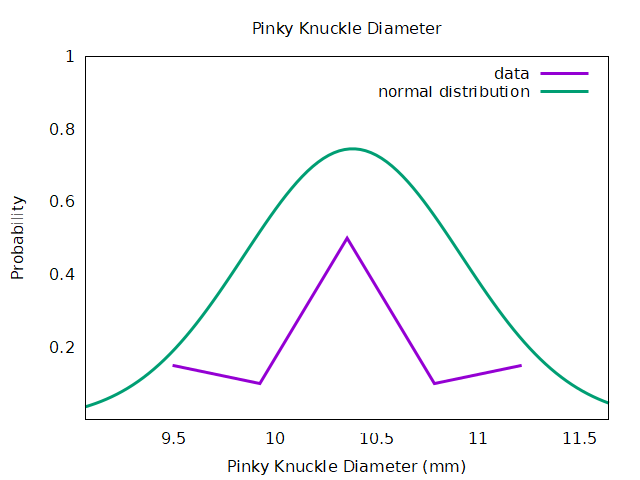 Pinky Knuckle Diameter
1
data
normal distribution
0.8
0.6
0.4
0.2
Probability
9.5 10 10.5 11 11.5
Pinky Knuckle Diameter (mm)